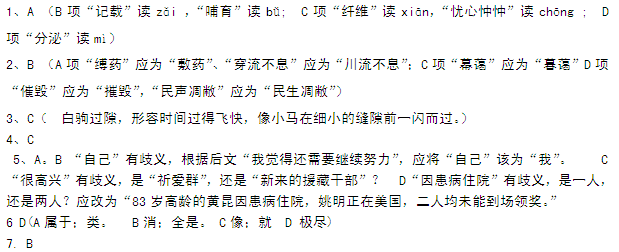 1、A (B 项“记载”读 zǎi ,“哺育”读 bǔ; C 项“纤维”读 xiān,“忧心忡忡”读 chōng ; D
项“分泌”读 mì)
2、B (A项“缚药”应为“敷药”、“穿流不息”应为“川流不息”;C项“幕蔼”应为“暮蔼”D项
“催毁”应为“摧毁”,“民声凋敝”应为“民生凋敝”)
3、C( 白驹过隙,形容时间过得飞快,像小马在细小的缝隙前一闪而过。)
4、C
5、A。B “自己”有歧义,根据后文“我觉得还需要继续努力”,应将“自己”该为“我”。 C
“很高兴”有歧义,是“祈爱群”,还是“新来的援藏干部”? D“因患病住院”有歧义,是一人,
还是两人?应改为“83 岁高龄的黄昆因患病住院,姚明正在美国,二人均未能到场领奖。”
6 D(A 属于;类。 B消;全是。 C像;就 D 极尽)
7. B